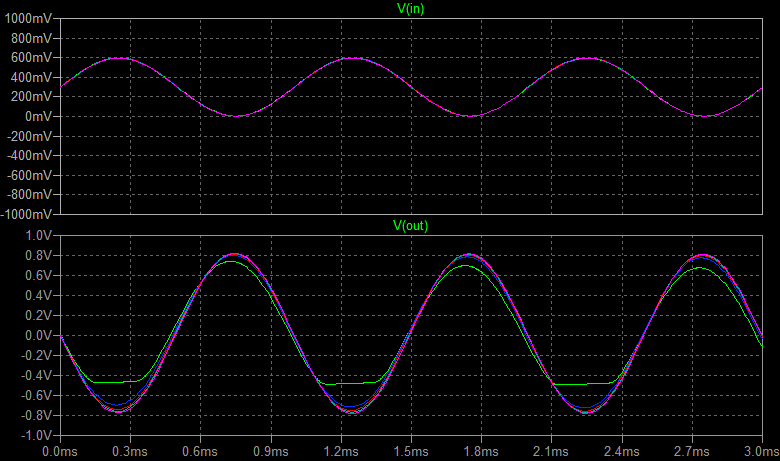 V(in)
1000mV
800mV
600mV
400mV
200mV
0mV
-200mV
-400mV
-600mV
-800mV
-1000mV
V(out)
1.0V
0.8V
0.6V
0.4V
0.2V
0.0V
-0.2V
-0.4V
-0.6V
-0.8V
-1.0V
0.0ms 0.3ms 0.6ms 0.9ms 1.2ms 1.5ms 1.8ms 2.1ms 2.4ms 2.7ms 3.0ms